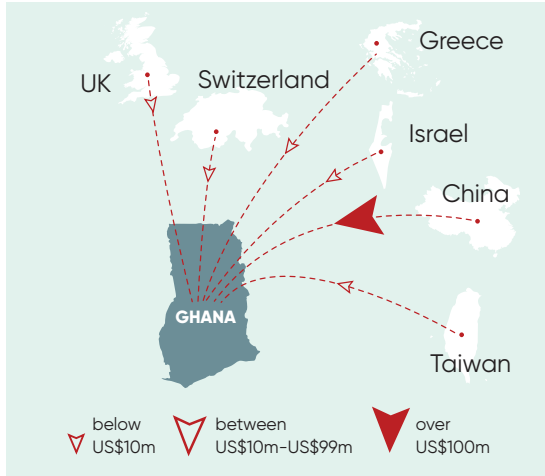 Greece
UK
Switzerland
Israel
China
GHANA
Taiwan
below
US$10m
between
US$10m-US$99m
over
US$100m